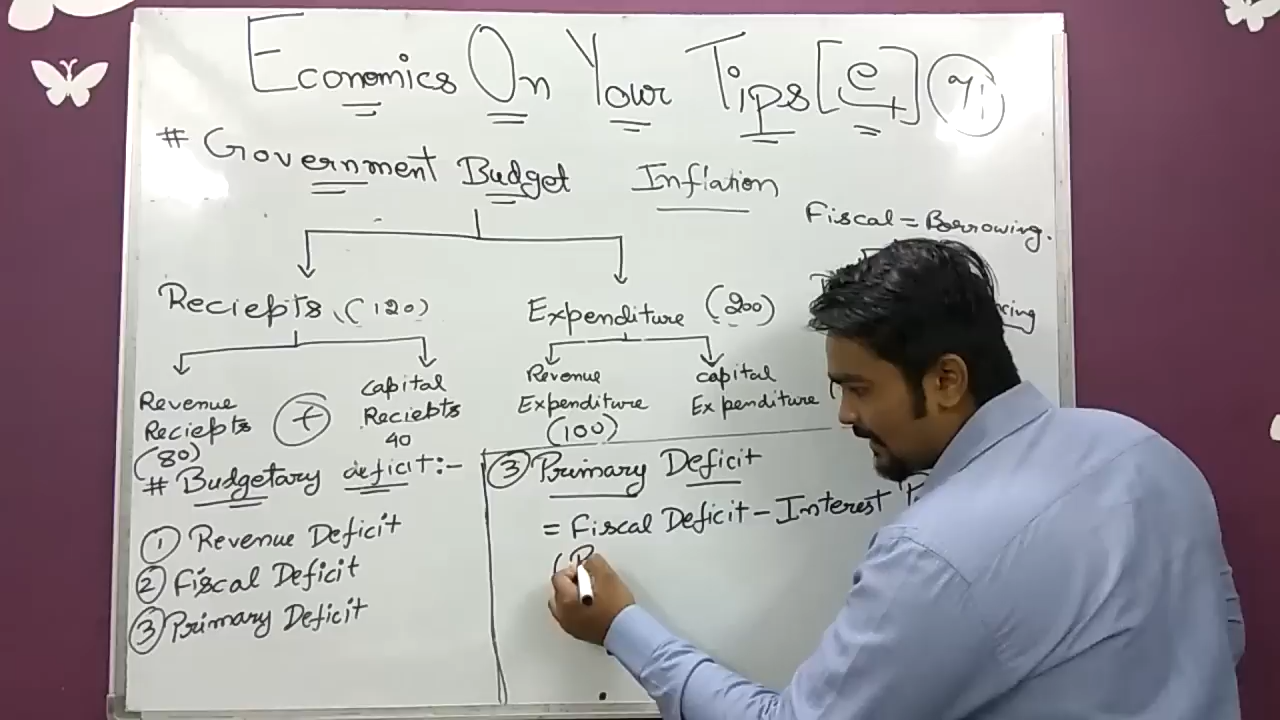 Economics On Your Tips [e]
# Government Budget Inflation
Fiscal = Borrowing.
Reciepts (120) Expenditure (200)
Revenue Reciepts (80)
+
Capital Reciepts 40
Revenue Expenditure (100)
Capital Expenditure
# Budgetary deficit:-
① Revenue Deficit
② Fiscal Deficit
③ Primary Deficit
③ Primary Deficit
= Fiscal Deficit - Interest